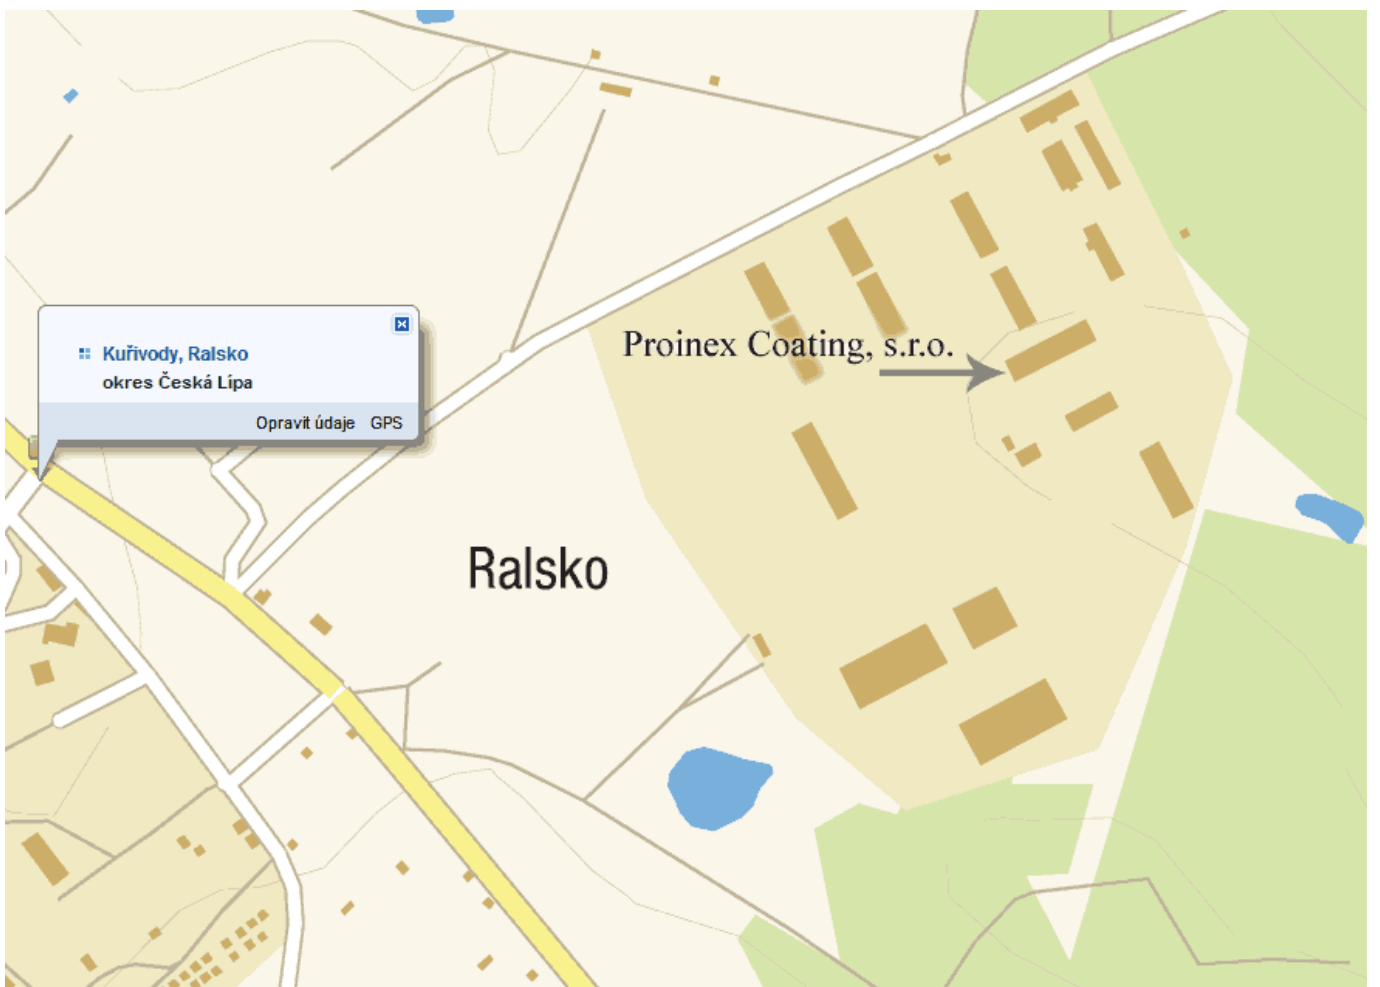 Proinex Coating, s.r.o.
Kuřivody, Ralsko
okres Česká Lípa
Opravit údaje GPS
Ralsko